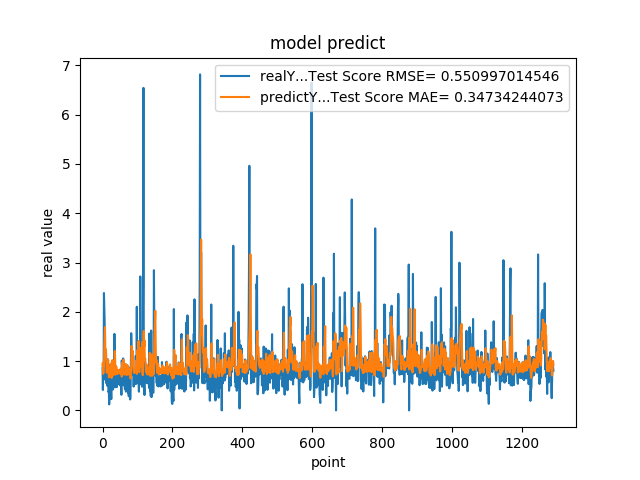 model predict
realY...Test Score RMSE= 0.550997014546
predictY...Test Score MAE= 0.34734244073
real value
7
6
5
4
3
2
1
0
0 200 400 600 800 1000 1200
point